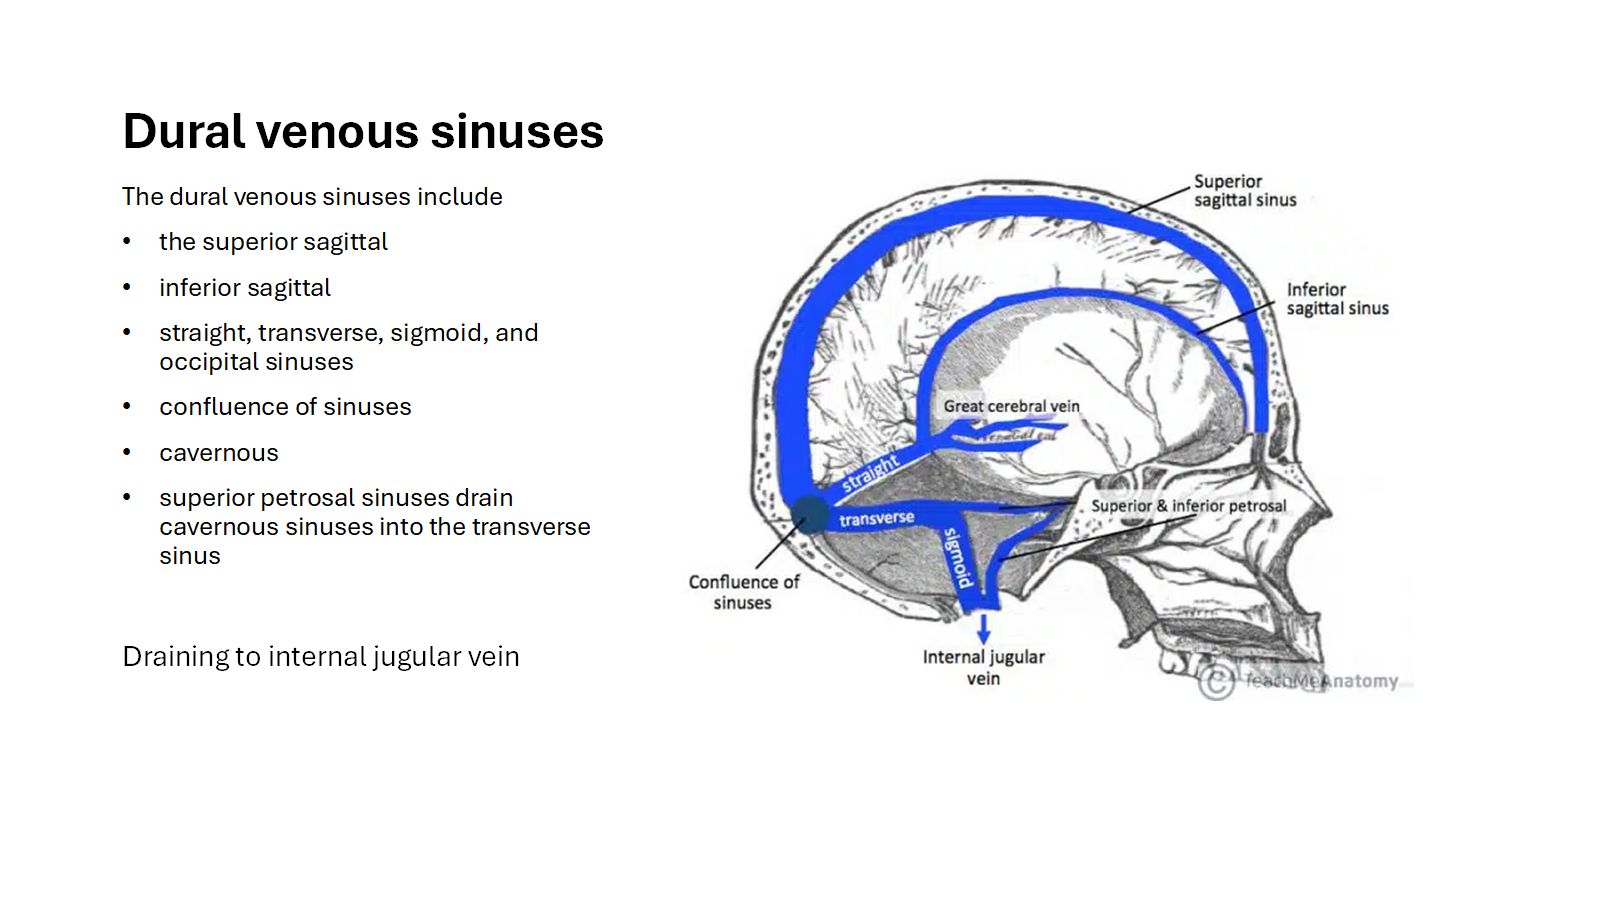 Dural venous sinuses
The dural venous sinuses include
• the superior sagittal
• inferior sagittal
• straight, transverse, sigmoid, and
occipital sinuses
• confluence of sinuses
• cavernous
• superior petrosal sinuses drain
cavernous sinuses into the transverse
sinus
Draining to internal jugular vein
Superior
sagittal sinus
Inferior
sagittal sinus
Great cerebral vein
straight
Superior & inferior petrosal
transverse
sigmoid
Confluence of
sinuses
Internal jugular
vein
© TeachMeAnatomy